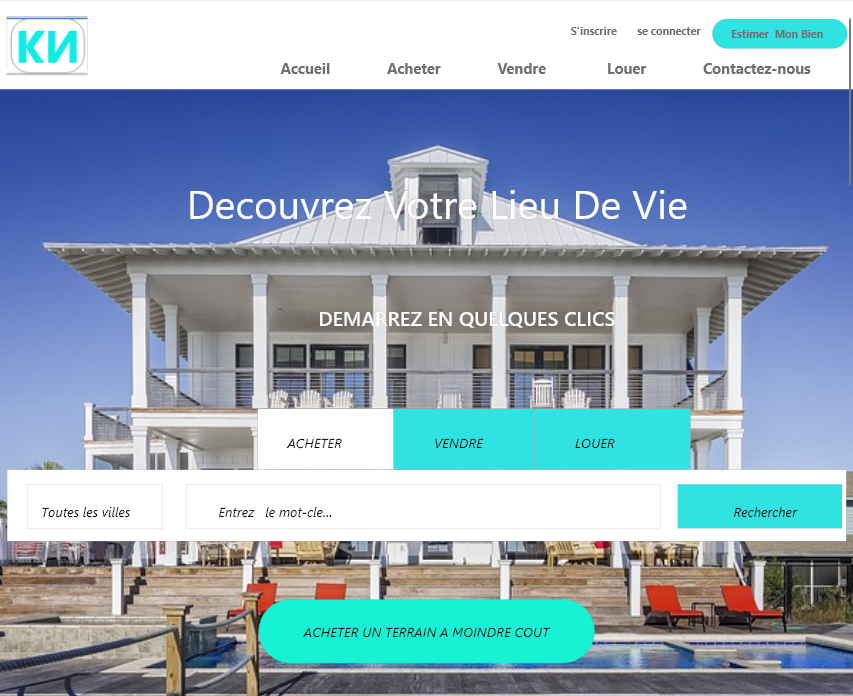 KИ
S'inscrire se connecter Estimer Mon Bien
Accueil Acheter Vendre Louer Contactez-nous
Decouvrez Votre Lieu De Vie
DEMARREZ EN QUELQUES CLICS
ACHETER VENDRE LOUER
Toutes les villes Entrez le mot-cle... Rechercher
ACHETER UN TERRAIN A MOINDRE COUT